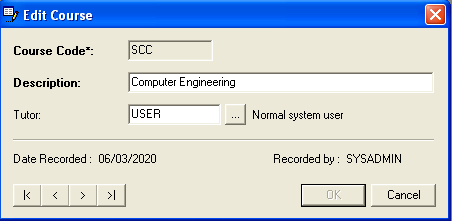 Edit Course
Course Code*: SCC
Description: Computer Engineering
Tutor: USER ... Normal system user
Date Recorded : 06/03/2020 Recorded by : SYSADMIN
OK Cancel